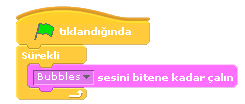 tıklandığında
Sürekli
Bubbles sesini bitene kadar çalın